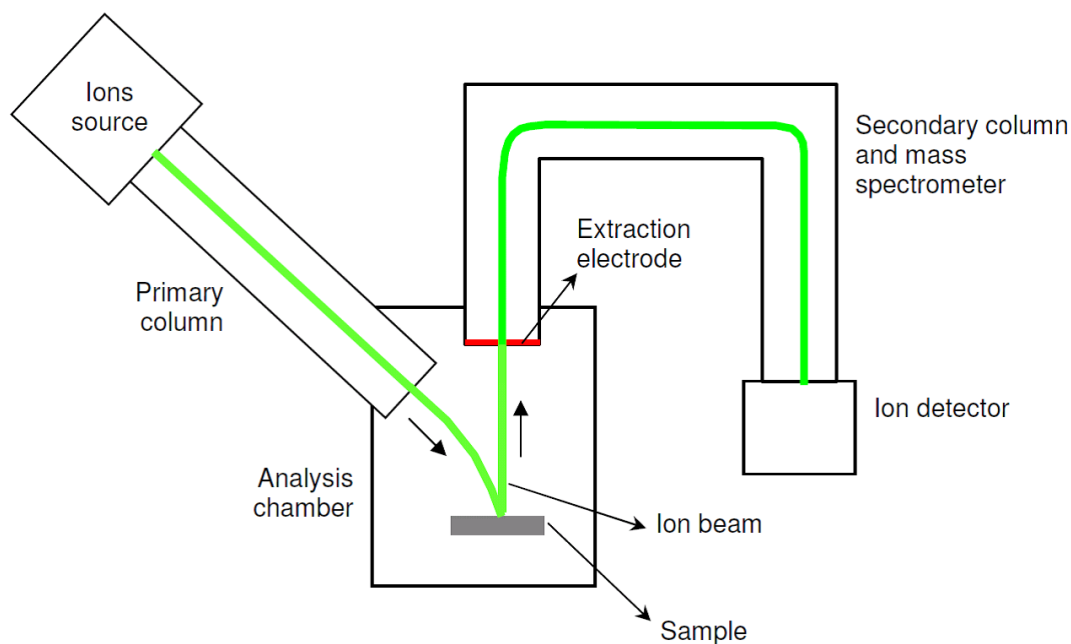 Ions
source
Secondary column
and mass
spectrometer
Extraction
electrode
Primary
column
Ion detector
Analysis
chamber
Ion beam
Sample